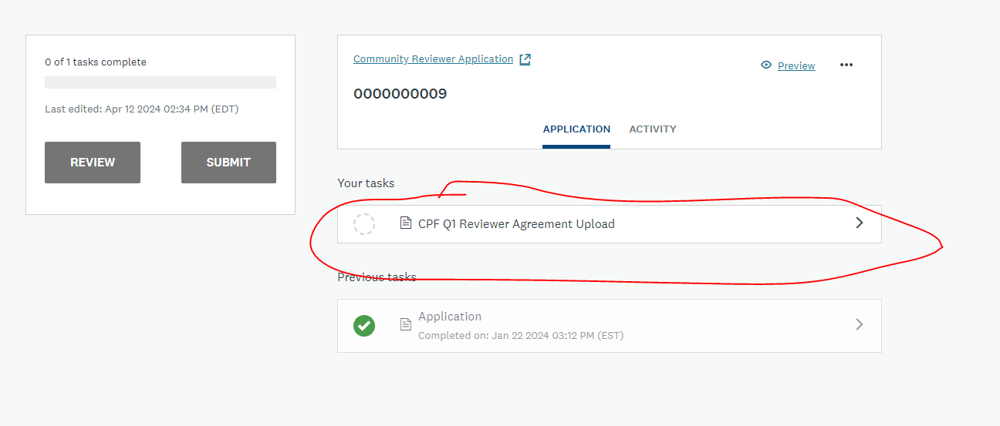 0 of 1 tasks complete
Last edited: Apr 12 2024 02:34 PM (EDT)
REVIEW
SUBMIT
Community Reviewer Application
Preview
0000000009
APPLICATION
ACTIVITY
Your tasks
CPF Q1 Reviewer Agreement Upload
Previous tasks
Application
Completed on: Jan 22 2024 03:12 PM (EST)